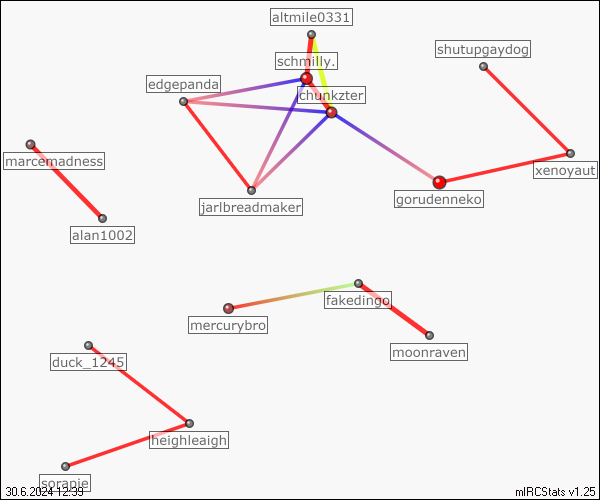 altmile0331
shutupgaydog
schmilly.
edgepanda
chunkzter
marcemadness
xenoyaut
gorudenneko
jarlbreadmaker
alan1002
fakedingo
mercurybro
moonraven
duck_1245
heighleaigh
sorapie
30.6.2024 12:39
mIRCStats v1.25